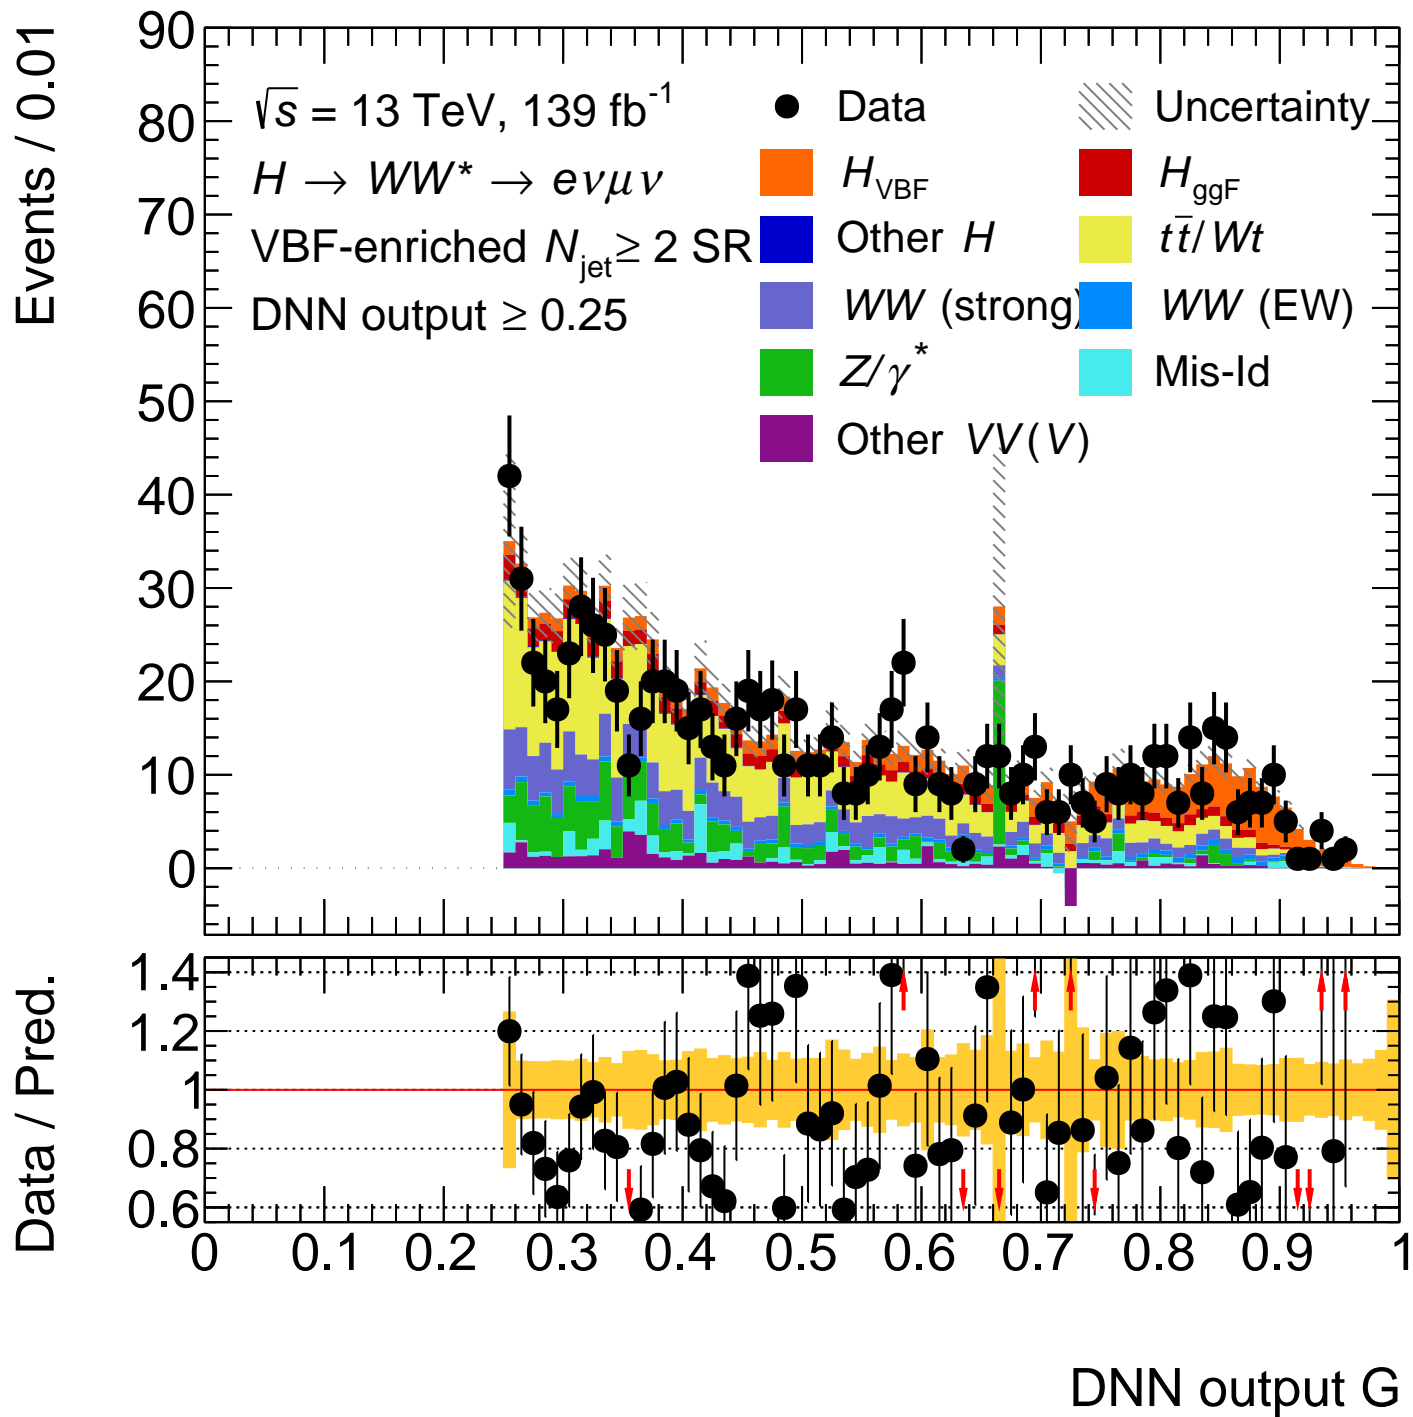 Events / 0.01
90
80
70
60
50
40
30
20
10
0
√s = 13 TeV, 139 fb⁻¹
H → WW* → eνμν
VBF-enriched N_jet ≥ 2 SR
DNN output ≥ 0.25
Data
Uncertainty
H_VBF
H_ggF
Other H
tt̄/Wt
WW (strong)
WW (EW)
Z/γ*
Mis-Id
Other VV(V)
Data / Pred.
1.4
1.2
1
0.8
0.6
0 0.1 0.2 0.3 0.4 0.5 0.6 0.7 0.8 0.9 1
DNN output G